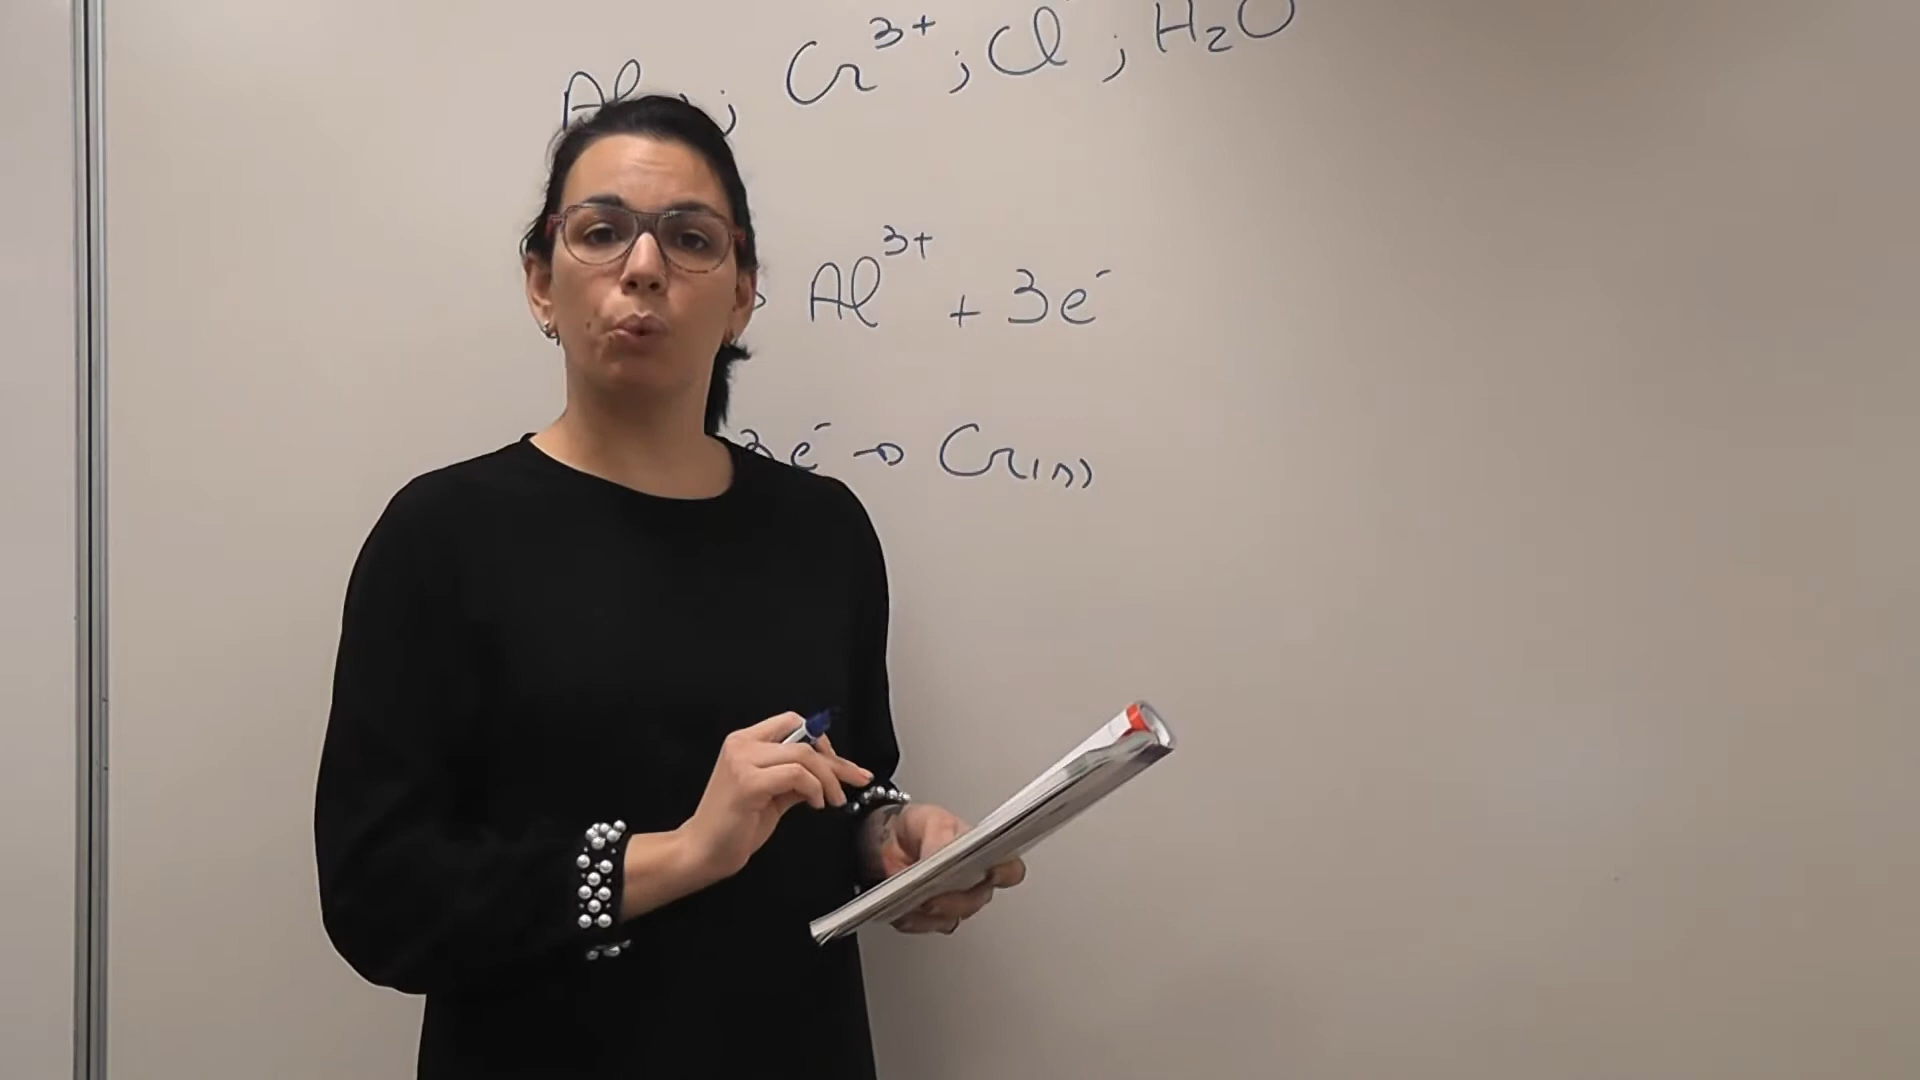 Al ; Cr³⁺ ; Cl⁻ ; H₂O
Al³⁺ + 3e⁻
3e⁻ → Cr(s)